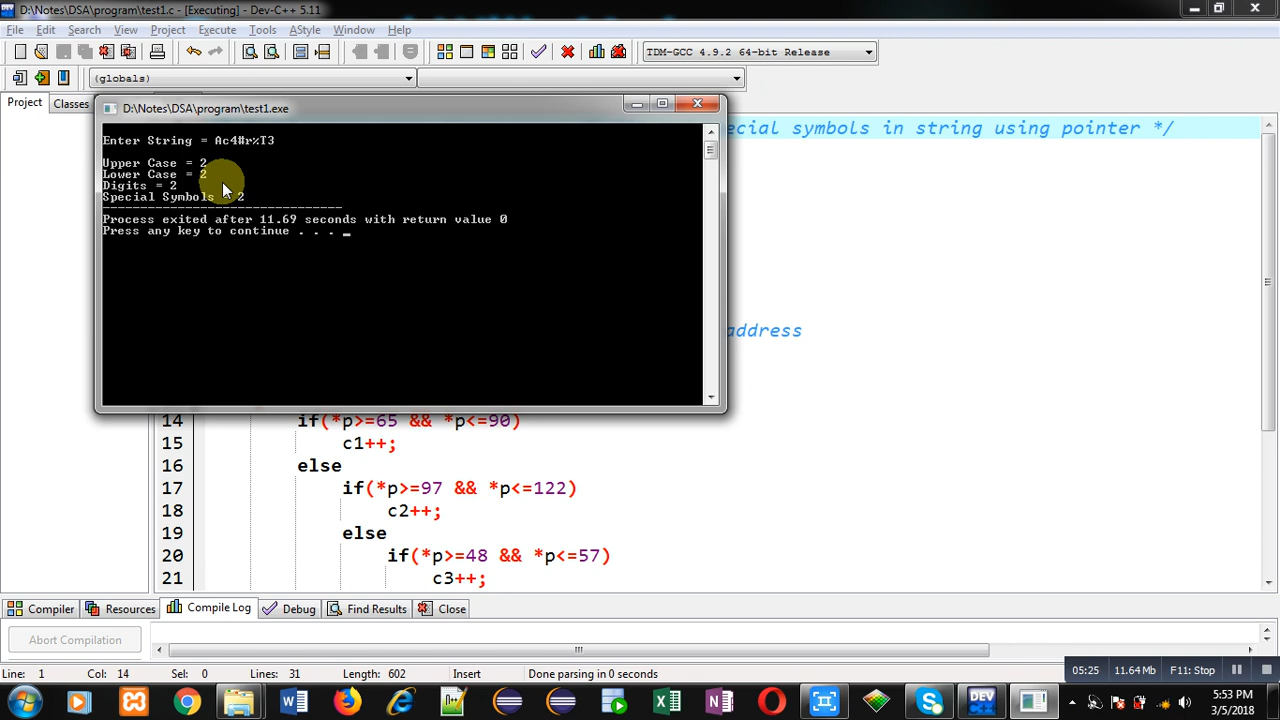 D:\Notes\DSA\program\test1.c - [Executing] - Dev-C++ 5.11
File Edit Search View Project Execute Tools AStyle Window Help
TDM-GCC 4.9.2 64-bit Release
(globals)
Project Classes
D:\Notes\DSA\program\test1.exe
ecial symbols in string using pointer */
Enter String = Ac4#r%T3
Upper Case = 2
Lower Case = 2
Digits = 2
Special Symbols = 2
--------------------------------
Process exited after 11.69 seconds with return value 0
Press any key to continue . . . _
address
14 if(*p>=65 && *p<=90)
15 c1++;
16 else
17 if(*p>=97 && *p<=122)
18 c2++;
19 else
20 if(*p>=48 && *p<=57)
21 c3++;
Compiler Resources Compile Log Debug Find Results Close
Abort Compilation
Line: 1 Col: 14 Sel: 0 Lines: 31 Length: 602 Insert Done parsing in 0 seconds
05:25 11.64 Mb F11: Stop
5:53 PM
3/5/2018